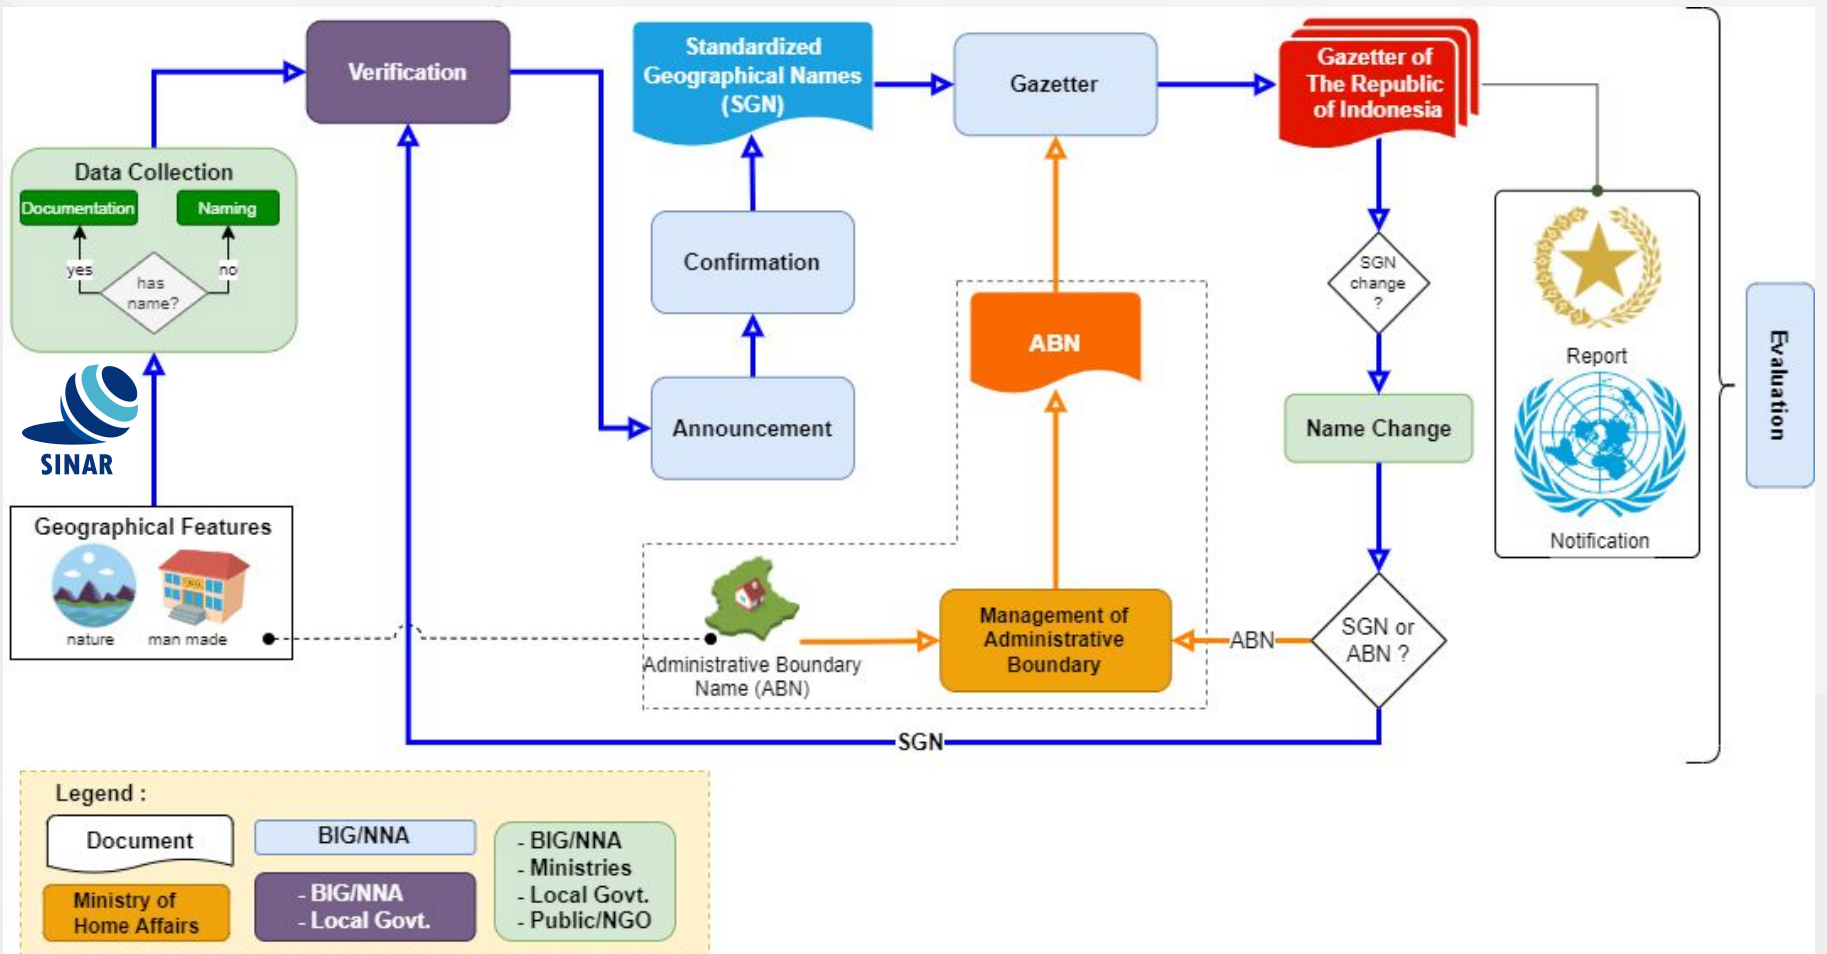 Verification
Standardized
Geographical Names
(SGN)
Gazetter
Gazetter of
The Republic
of Indonesia
Data Collection
Documentation
Naming
yes
no
has
name?
SINAR
Geographical Features
nature
man made
Confirmation
Announcement
ABN
Administrative Boundary
Name (ABN)
Management of
Administrative
Boundary
ABN
SGN
change
?
Name Change
SGN or
ABN ?
SGN
Report
Notification
Evaluation
Legend :
Document
BIG/NNA
Ministry of
Home Affairs
- BIG/NNA
- Local Govt.
- BIG/NNA
- Ministries
- Local Govt.
- Public/NGO